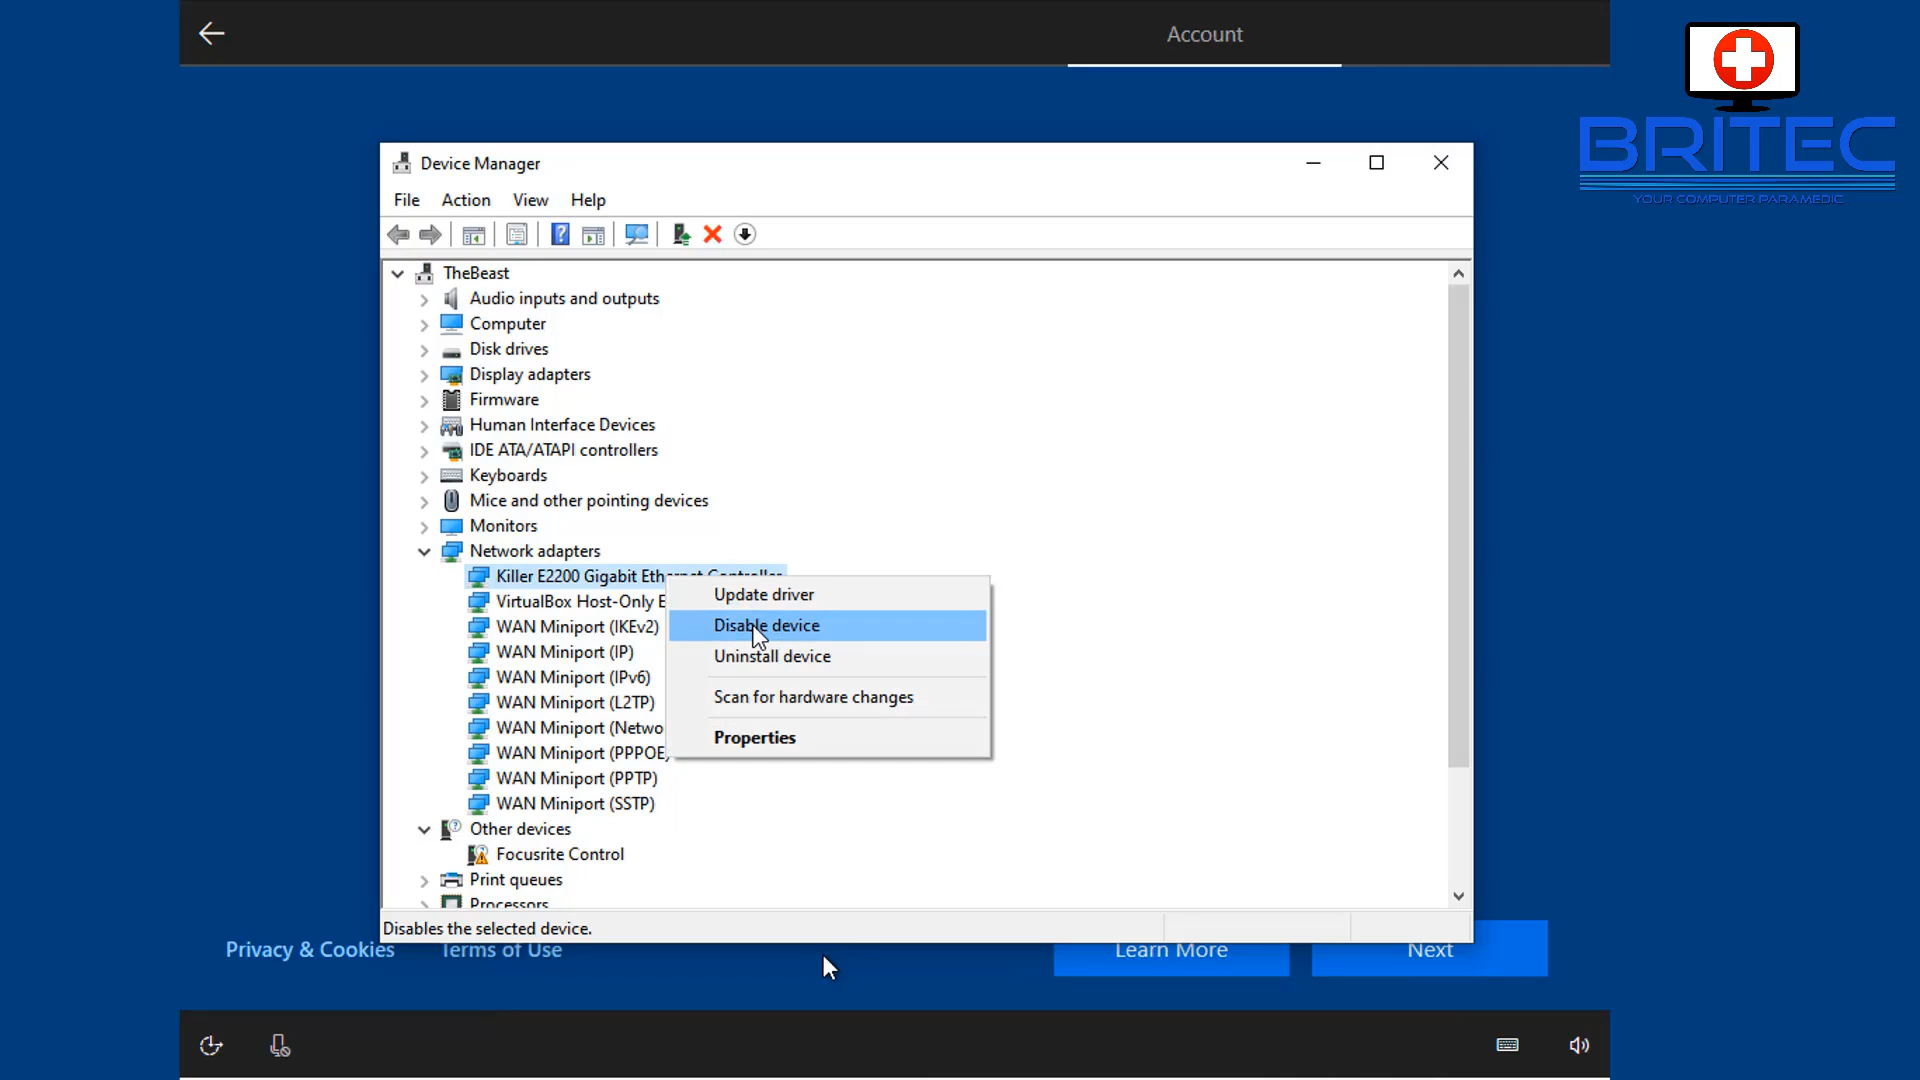 Account
BRITEC
YOUR COMPUTER PARAMEDIC
Device Manager
File Action View Help
TheBeast
Audio inputs and outputs
Computer
Disk drives
Display adapters
Firmware
Human Interface Devices
IDE ATA/ATAPI controllers
Keyboards
Mice and other pointing devices
Monitors
Network adapters
Killer E2200 Gigabit Ethernet Controller
VirtualBox Host-Only E
WAN Miniport (IKEv2)
WAN Miniport (IP)
WAN Miniport (IPv6)
WAN Miniport (L2TP)
WAN Miniport (Netwo
WAN Miniport (PPPOE)
WAN Miniport (PPTP)
WAN Miniport (SSTP)
Other devices
Focusrite Control
Print queues
Processors
Update driver
Disable device
Uninstall device
Scan for hardware changes
Properties
Disables the selected device.
Privacy & Cookies Terms of Use Learn More Next